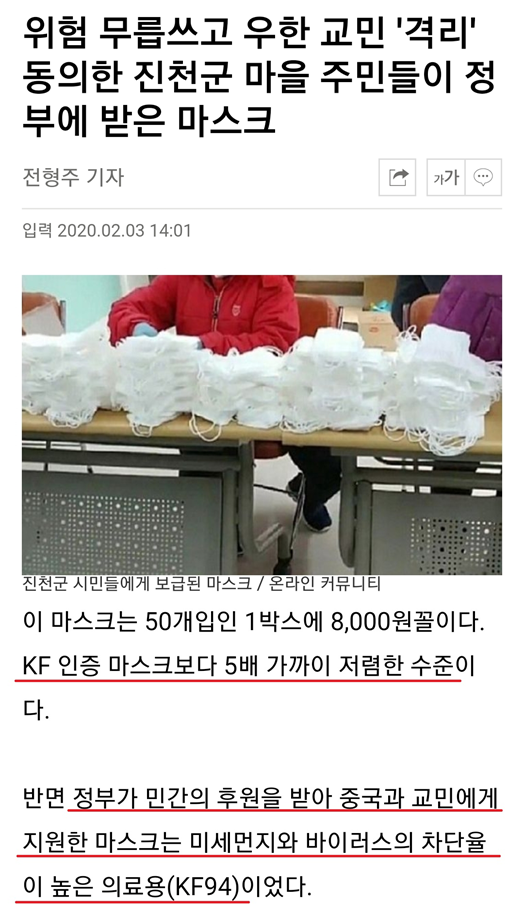 위험 무릅쓰고 우한 교민 '격리'
동의한 진천군 마을 주민들이 정
부에 받은 마스크
전형주 기자
가가
입력 2020.02.03 14:01
진천군 시민들에게 보급된 마스크 / 온라인 커뮤니티
이 마스크는 50개입인 1박스에 8,000원꼴이다.
KF 인증 마스크보다 5배 가까이 저렴한 수준이
다.
반면 정부가 민간의 후원을 받아 중국과 교민에게
지원한 마스크는 미세먼지와 바이러스의 차단율
이 높은 의료용(KF94)이었다.